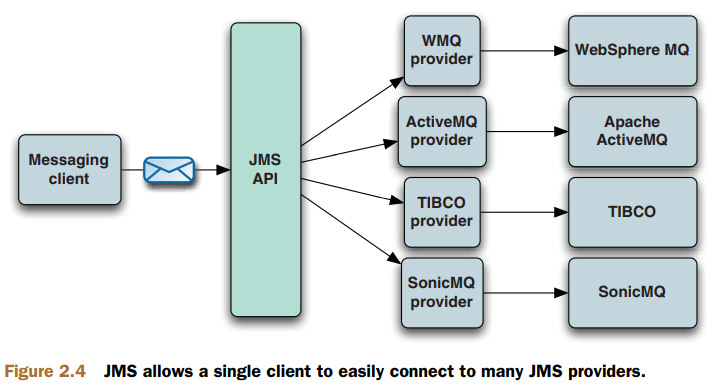 Messaging
client
JMS
API
WMQ
provider
WebSphere MQ
ActiveMQ
provider
Apache
ActiveMQ
TIBCO
provider
TIBCO
SonicMQ
provider
SonicMQ
Figure 2.4 JMS allows a single client to easily connect to many JMS providers.